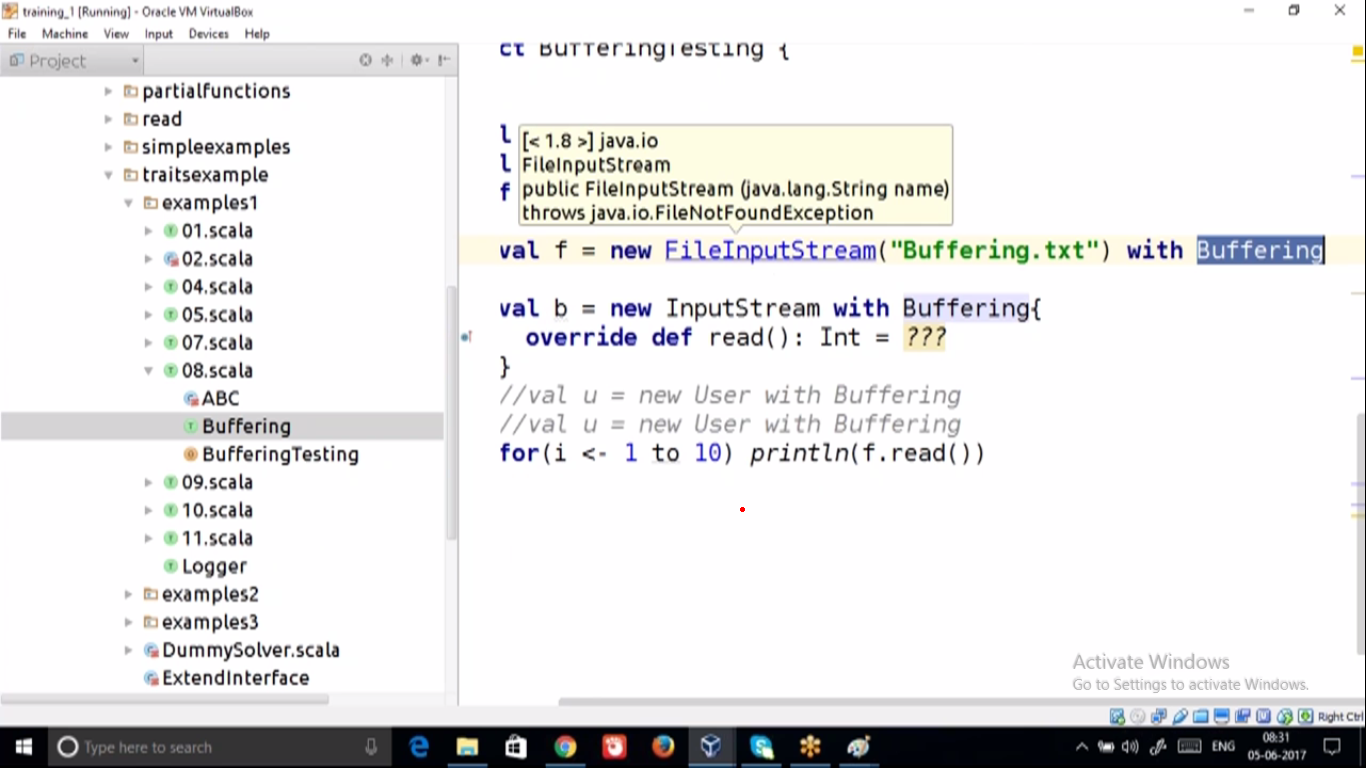 training_1 [Running] - Oracle VM VirtualBox
File Machine View Input Devices Help
Project
partialfunctions
read
simpleexamples
traitsexample
examples1
01.scala
02.scala
04.scala
05.scala
07.scala
08.scala
ABC
Buffering
BufferingTesting
09.scala
10.scala
11.scala
Logger
examples2
examples3
DummySolver.scala
ExtendInterface
ct BufferingTesting {
l
l
f
[< 1.8 >] java.io
FileInputStream
public FileInputStream (java.lang.String name)
throws java.io.FileNotFoundException
val f = new FileInputStream("Buffering.txt") with Buffering
val b = new InputStream with Buffering{
override def read(): Int = ???
}
//val u = new User with Buffering
//val u = new User with Buffering
for(i <- 1 to 10) println(f.read())
Activate Windows
Go to Settings to activate Windows.
Right Ctrl
Type here to search
ENG
08:31
05-06-2017